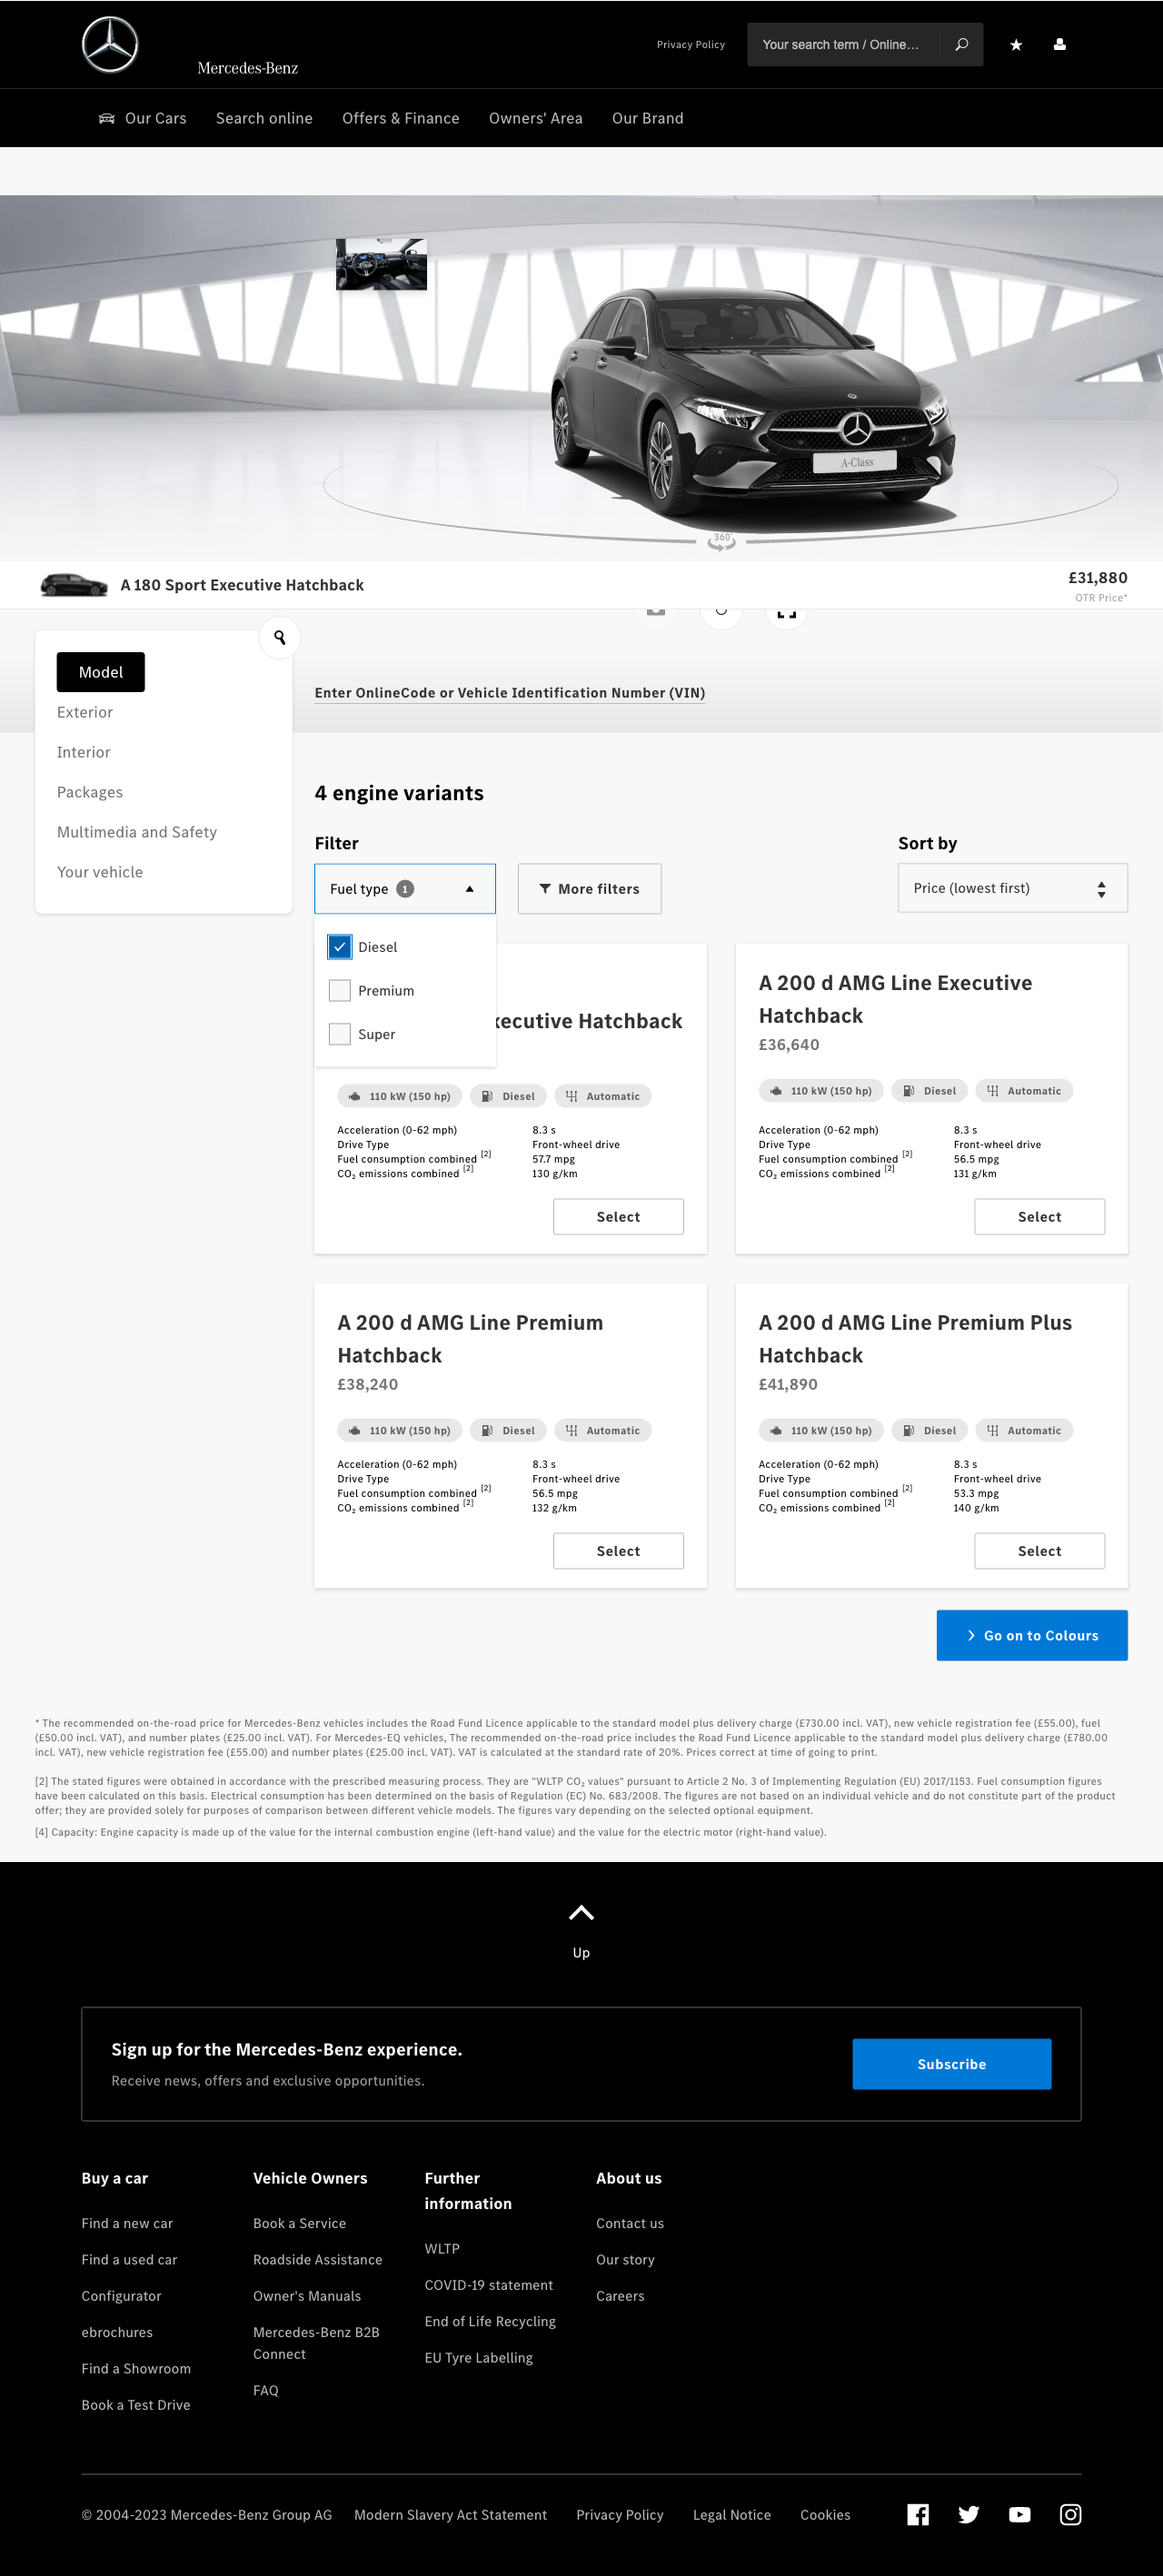 Mercedes-Benz
Privacy Policy
Your search term / Online...
Our Cars
Search online
Offers & Finance
Owners' Area
Our Brand
A-Class
360°
A 180 Sport Executive Hatchback
£31,880
OTR Price*
Model
Exterior
Interior
Packages
Multimedia and Safety
Your vehicle
Enter OnlineCode or Vehicle Identification Number (VIN)
4 engine variants
Filter
Sort by
Fuel type 1
More filters
Price (lowest first)
Diesel
Premium
Super
xecutive Hatchback
110 kW (150 hp)
Diesel
Automatic
Acceleration (0-62 mph) 8.3 s
Drive Type Front-wheel drive
Fuel consumption combined [2] 57.7 mpg
CO₂ emissions combined [2] 130 g/km
Select
A 200 d AMG Line Executive
Hatchback
£36,640
110 kW (150 hp)
Diesel
Automatic
Acceleration (0-62 mph) 8.3 s
Drive Type Front-wheel drive
Fuel consumption combined [2] 56.5 mpg
CO₂ emissions combined [2] 131 g/km
Select
A 200 d AMG Line Premium
Hatchback
£38,240
110 kW (150 hp)
Diesel
Automatic
Acceleration (0-62 mph) 8.3 s
Drive Type Front-wheel drive
Fuel consumption combined [2] 56.5 mpg
CO₂ emissions combined [2] 132 g/km
Select
A 200 d AMG Line Premium Plus
Hatchback
£41,890
110 kW (150 hp)
Diesel
Automatic
Acceleration (0-62 mph) 8.3 s
Drive Type Front-wheel drive
Fuel consumption combined [2] 53.3 mpg
CO₂ emissions combined [2] 140 g/km
Select
Go on to Colours
* The recommended on-the-road price for Mercedes-Benz vehicles includes the Road Fund Licence applicable to the standard model plus delivery charge (£730.00 incl. VAT), new vehicle registration fee (£55.00), fuel
(£50.00 incl. VAT), and number plates (£25.00 incl. VAT). For Mercedes-EQ vehicles, The recommended on-the-road price includes the Road Fund Licence applicable to the standard model plus delivery charge (£780.00
incl. VAT), new vehicle registration fee (£55.00) and number plates (£25.00 incl. VAT). VAT is calculated at the standard rate of 20%. Prices correct at time of going to print.
[2] The stated figures were obtained in accordance with the prescribed measuring process. They are "WLTP CO₂ values" pursuant to Article 2 No. 3 of Implementing Regulation (EU) 2017/1153. Fuel consumption figures
have been calculated on this basis. Electrical consumption has been determined on the basis of Regulation (EC) No. 683/2008. The figures are not based on an individual vehicle and do not constitute part of the product
offer; they are provided solely for purposes of comparison between different vehicle models. The figures vary depending on the selected optional equipment.
[4] Capacity: Engine capacity is made up of the value for the internal combustion engine (left-hand value) and the value for the electric motor (right-hand value).
Up
Sign up for the Mercedes-Benz experience.
Receive news, offers and exclusive opportunities.
Subscribe
Buy a car
Find a new car
Find a used car
Configurator
ebrochures
Find a Showroom
Book a Test Drive
Vehicle Owners
Book a Service
Roadside Assistance
Owner's Manuals
Mercedes-Benz B2B
Connect
FAQ
Further
information
WLTP
COVID-19 statement
End of Life Recycling
EU Tyre Labelling
About us
Contact us
Our story
Careers
© 2004-2023 Mercedes-Benz Group AG
Modern Slavery Act Statement
Privacy Policy
Legal Notice
Cookies